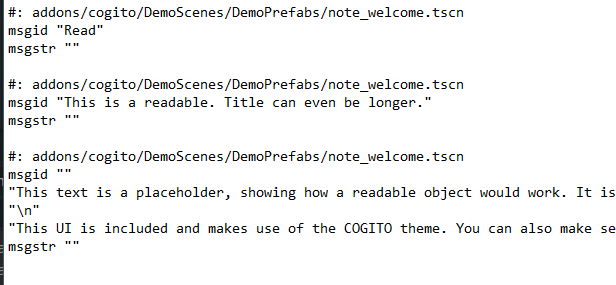 #: addons/cogito/DemoScenes/DemoPrefabs/note_welcome.tscn
msgid "Read"
msgstr ""
#: addons/cogito/DemoScenes/DemoPrefabs/note_welcome.tscn
msgid "This is a readable. Title can even be longer."
msgstr ""
#: addons/cogito/DemoScenes/DemoPrefabs/note_welcome.tscn
msgid ""
"This text is a placeholder, showing how a readable object would work. It is
"\n"
"This UI is included and makes use of the COGITO theme. You can also make se
msgstr ""